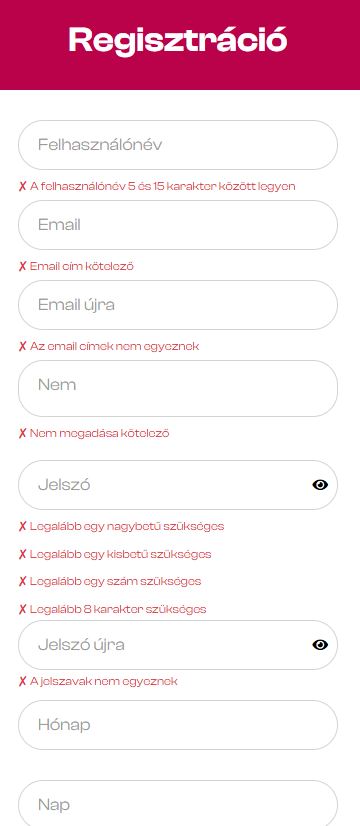 Regisztráció
Felhasználónév
✗ A felhasználónév 5 és 15 karakter között legyen
Email
✗ Email cím kötelező
Email újra
✗ Az email címek nem egyeznek
Nem
✗ Nem megadása kötelező
Jelszó
✗ Legalább egy nagybetű szükséges
✗ Legalább egy kisbetű szükséges
✗ Legalább egy szám szükséges
✗ Legalább 8 karakter szükséges
Jelszó újra
✗ A jelszavak nem egyeznek
Hónap
Nap